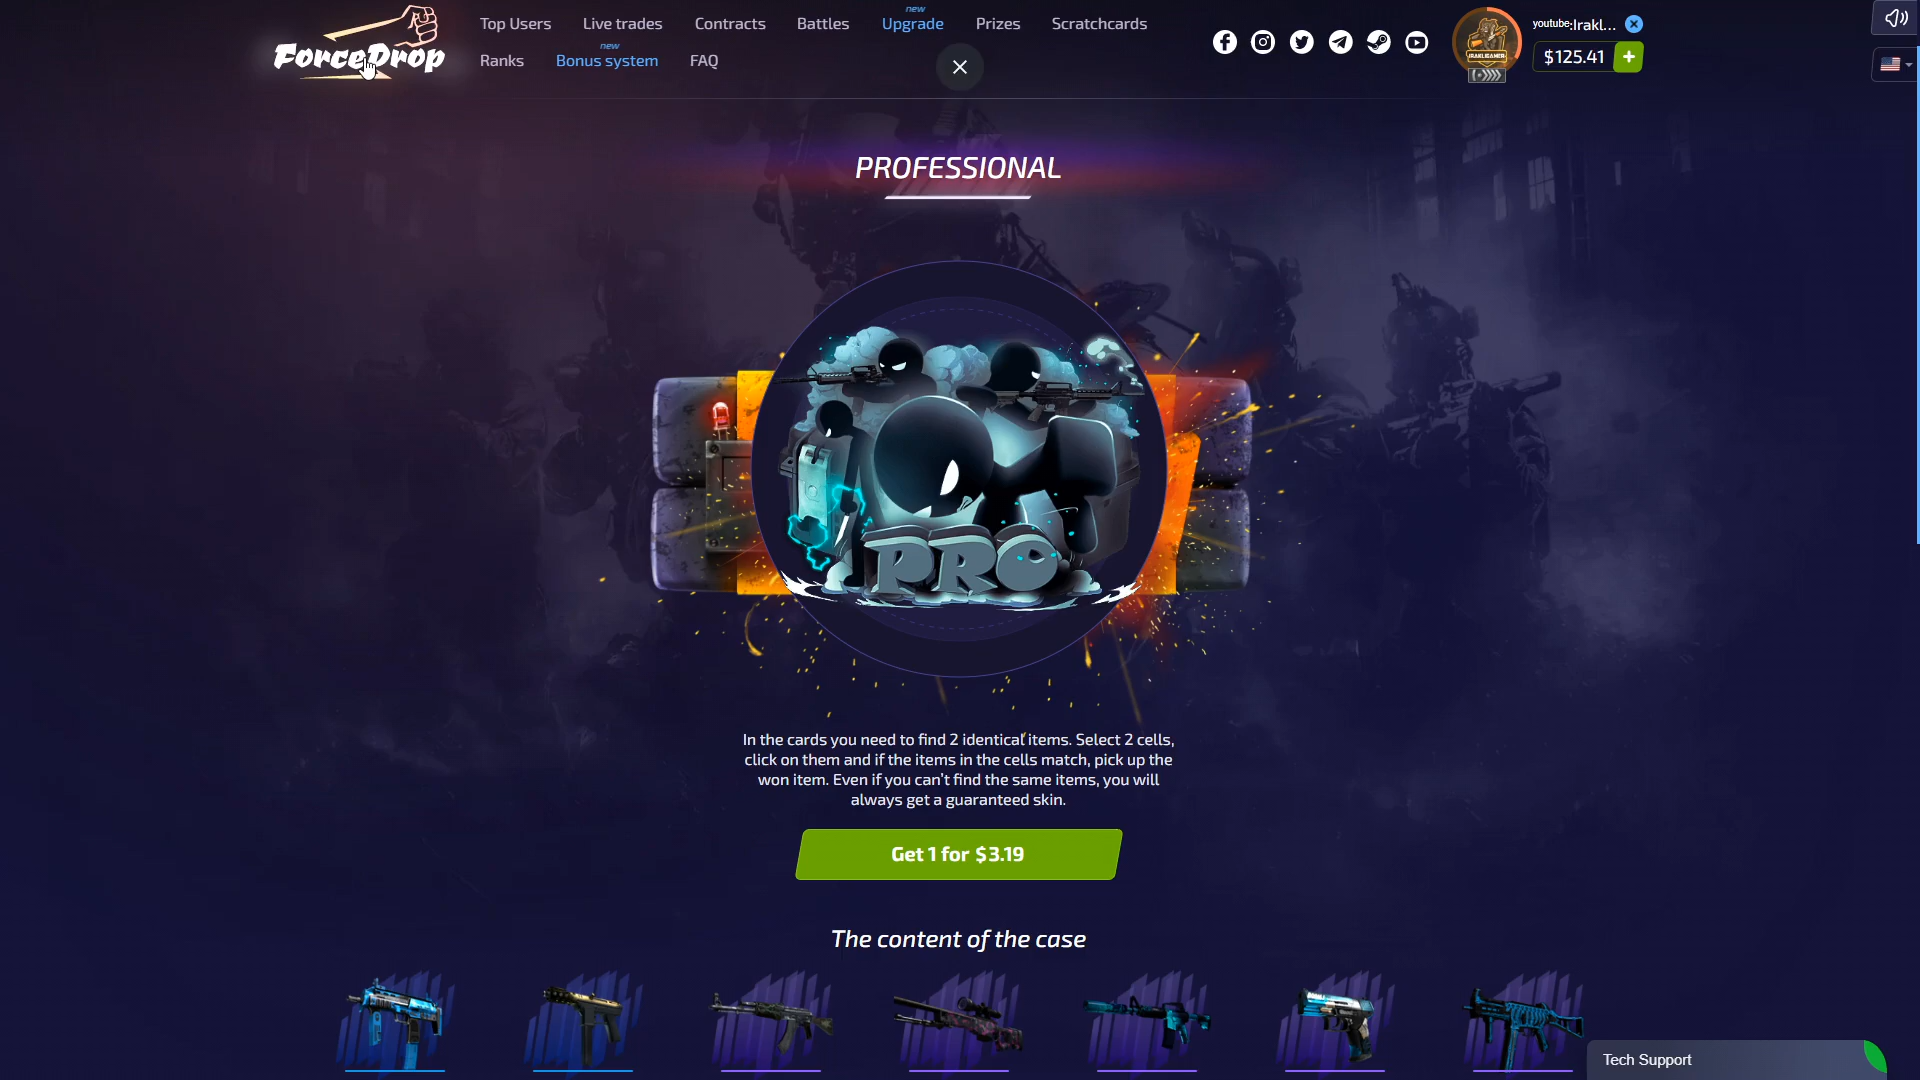 ForceDrop
Top Users
Live trades
Contracts
Battles
new
Upgrade
Prizes
Scratchcards
Ranks
new
Bonus system
FAQ
youtube:Irakl...
$125.41
PROFESSIONAL
PRO
In the cards you need to find 2 identical items. Select 2 cells,
click on them and if the items in the cells match, pick up the
won item. Even if you can't find the same items, you will
always get a guaranteed skin.
Get 1 for $3.19
The content of the case
Tech Support